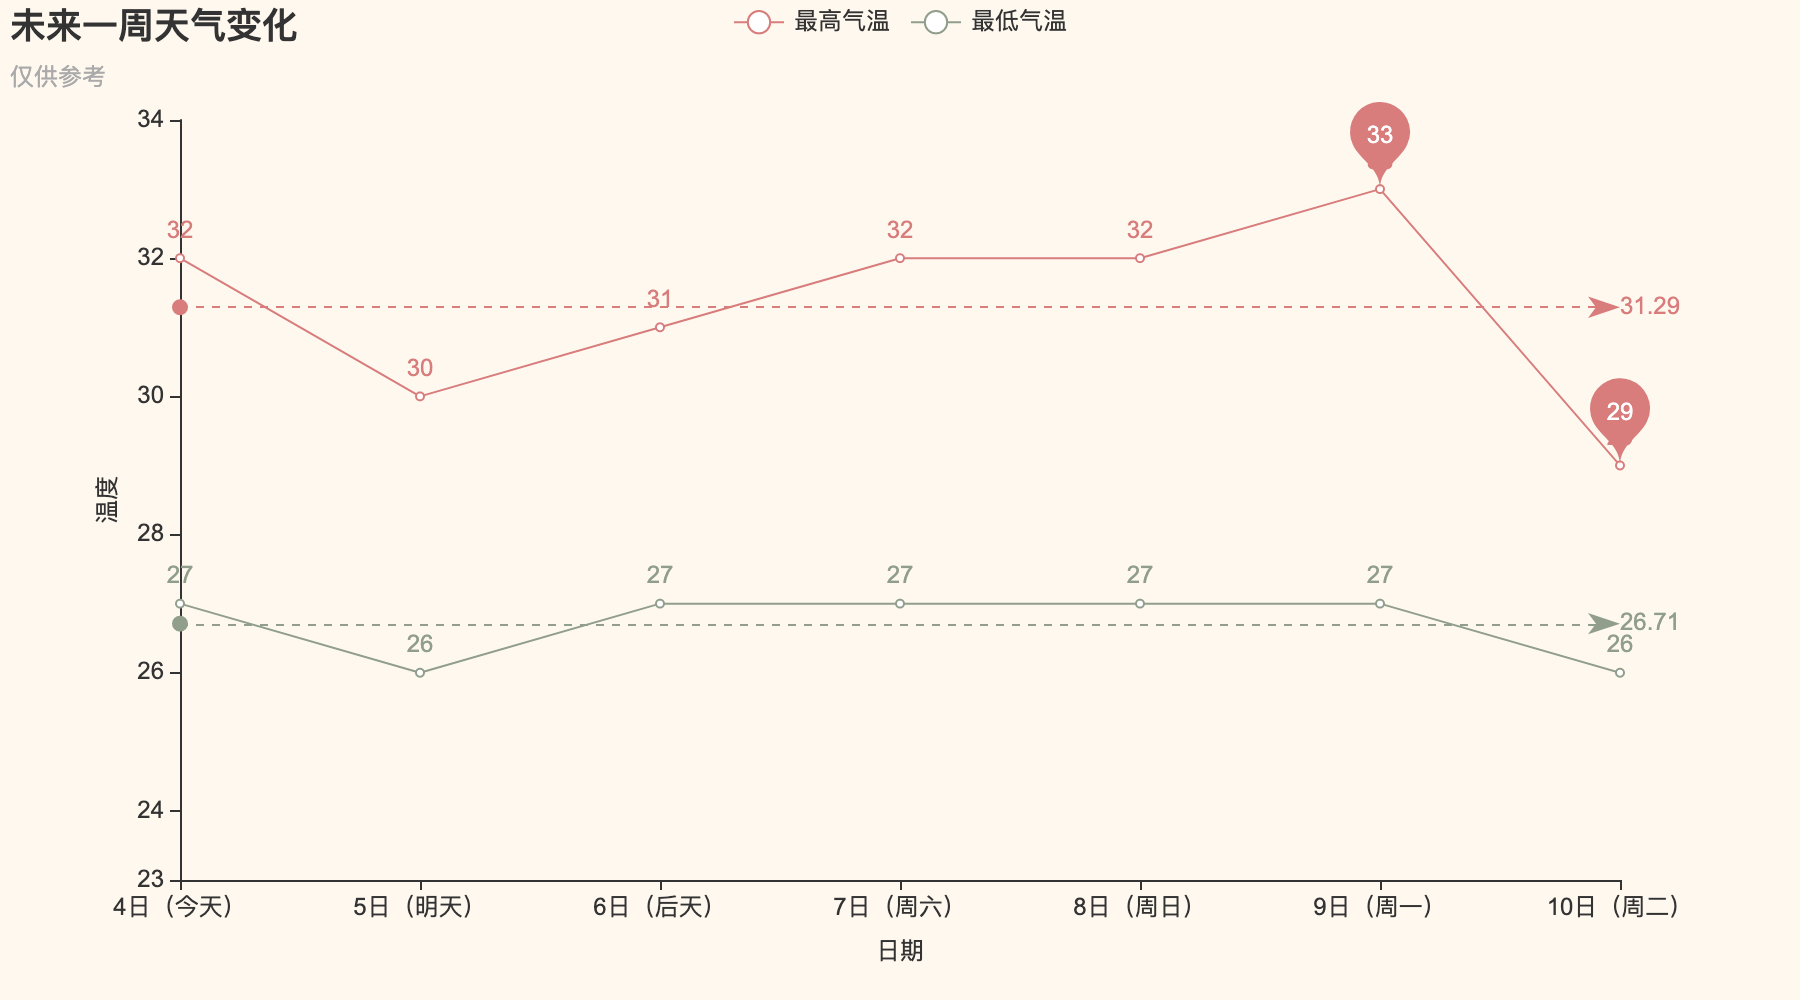 未来一周天气变化
仅供参考
最高气温
最低气温
34
32
30
28
26
24
23
温度
32
30
31
32
32
33
29
31.29
27
26
27
27
27
27
26
26.71
4日（今天）
5日（明天）
6日（后天）
7日（周六）
8日（周日）
9日（周一）
10日（周二）
日期